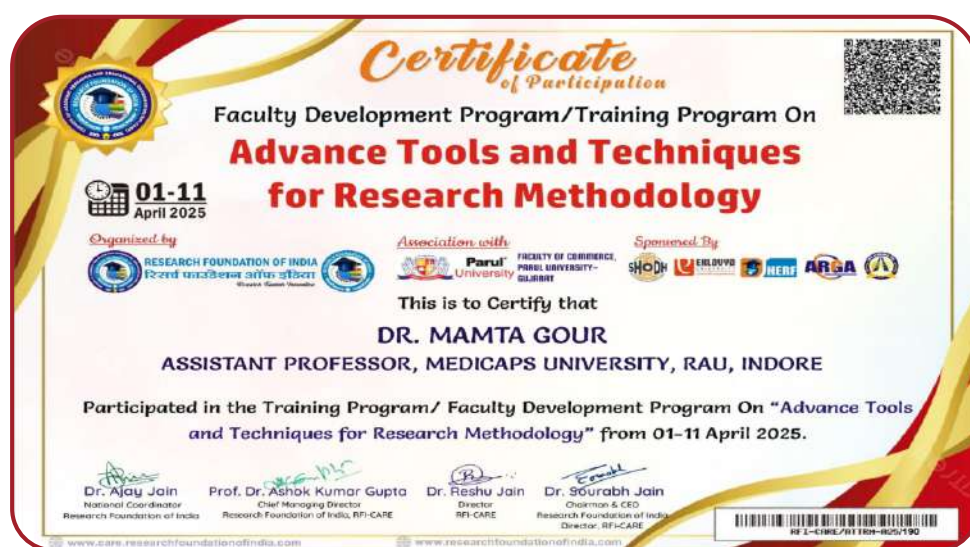 Certificate
of Participation
Faculty Development Program/Training Program On
Advance Tools and Techniques
for Research Methodology
01-11
April 2025
Organized by
RESEARCH FOUNDATION OF INDIA
रिसर्च फाउंडेशन ऑफ इंडिया
Association with
Parul
University
FACULTY OF COMMERCE,
PARUL UNIVERSITY-
GUJARAT
Sponsored By
SHODH
EKLAVYA
HERF
ARGA
This is to Certify that
DR. MAMTA GOUR
ASSISTANT PROFESSOR, MEDICAPS UNIVERSITY, RAU, INDORE
Participated in the Training Program/ Faculty Development Program On “Advance Tools
and Techniques for Research Methodology” from 01-11 April 2025.
Dr. Ajay Jain
National Coordinator
Research Foundation of India
Prof. Dr. Ashok Kumar Gupta
Chief Managing Director
Research Foundation of India, RFI-CARE
Dr. Reshu Jain
Director
RFI-CARE
Dr. Sourabh Jain
Chairman & CEO
Research Foundation of India
Director, RFI-CARE
RFI-CARE/ATTRM-A025/190
www.care.researchfoundationofindia.com
www.researchfoundationofindia.com